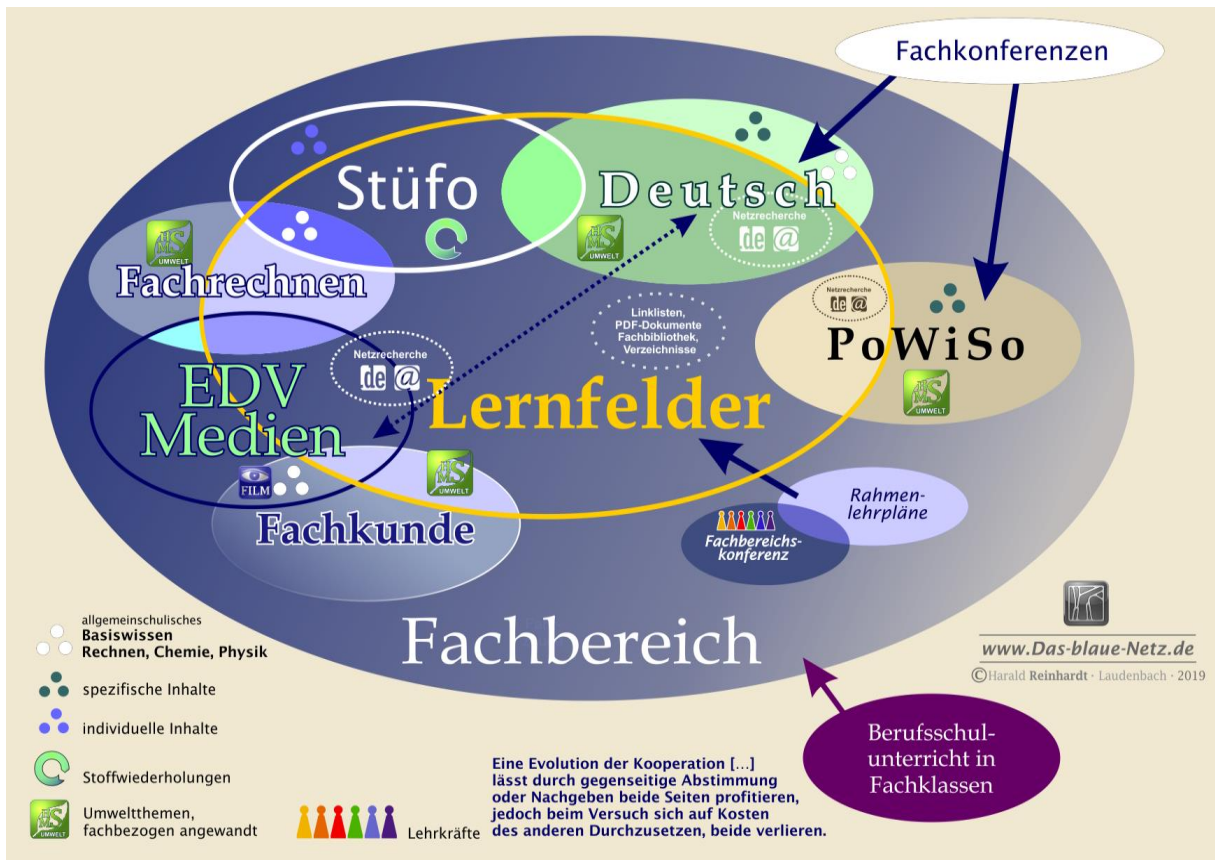 Fachkonferenzen
Stüfo
Deutsch
Netzrecherche
de @
UMWELT
UMWELT
Fachrechnen
Netzrecherche
de @
Linklisten,
PDF-Dokumente
Fachbibliothek,
Verzeichnisse
PoWiSo
UMWELT
Netzrecherche
de @
EDV
Medien
Lernfelder
FILM
UMWELT
Fachkunde
Rahmen-
lehrpläne
Fachbereichs-
konferenz
Fachbereich
www.Das-blaue-Netz.de
©Harald Reinhardt · Laudenbach · 2019
Berufsschul-
unterricht in
Fachklassen
allgemeinschulisches
Basiswissen
Rechnen, Chemie, Physik
spezifische Inhalte
individuelle Inhalte
Stoffwiederholungen
UMWELT
Umweltthemen,
fachbezogen angewandt
Lehrkräfte
Eine Evolution der Kooperation [...]
lässt durch gegenseitige Abstimmung
oder Nachgeben beide Seiten profitieren,
jedoch beim Versuch sich auf Kosten
des anderen Durchzusetzen, beide verlieren.